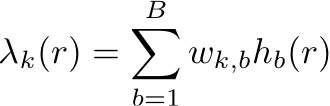 λ_k(r) = \sum_{b=1}^{B} w_{k,b} h_b(r)